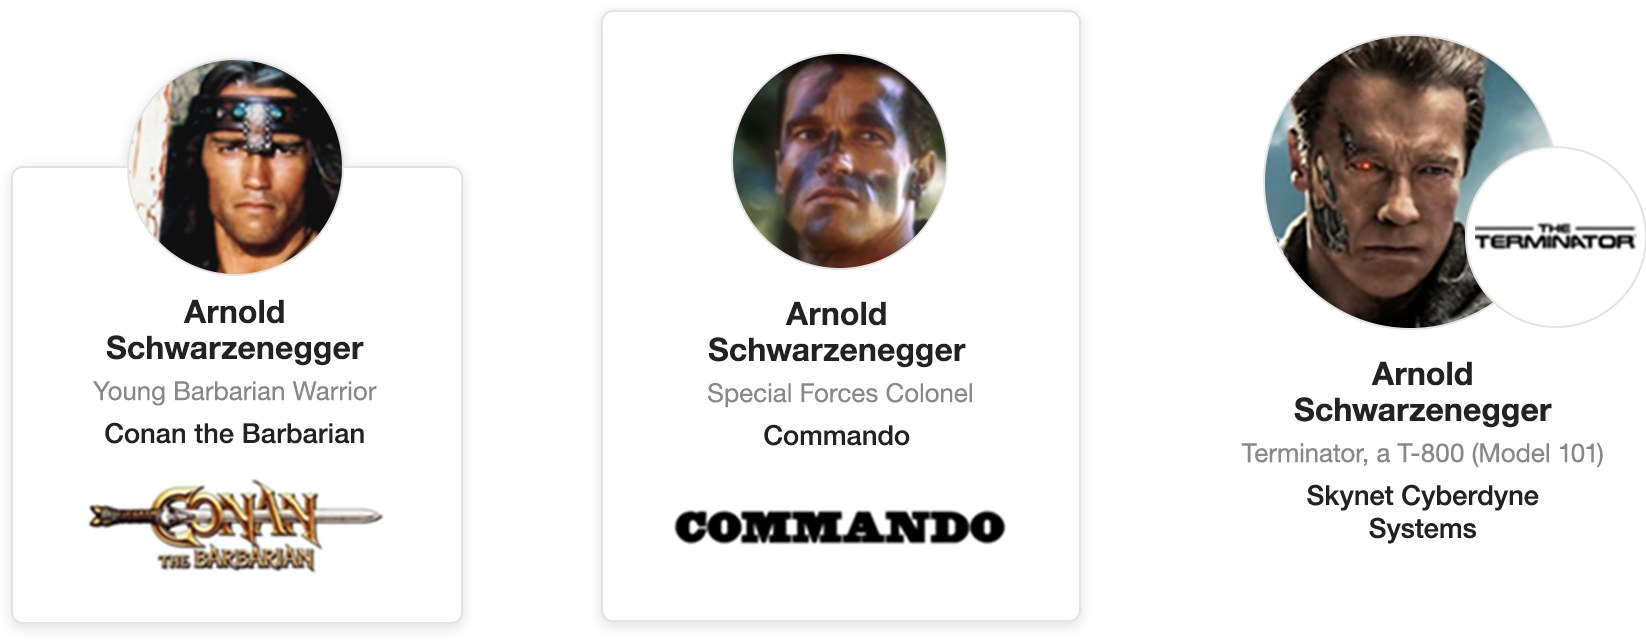 Arnold
Schwarzenegger
Young Barbarian Warrior
Conan the Barbarian
CONAN
THE BARBARIAN
Arnold
Schwarzenegger
Special Forces Colonel
Commando
COMMANDO
THE
TERMINATOR
Arnold
Schwarzenegger
Terminator, a T-800 (Model 101)
Skynet Cyberdyne
Systems